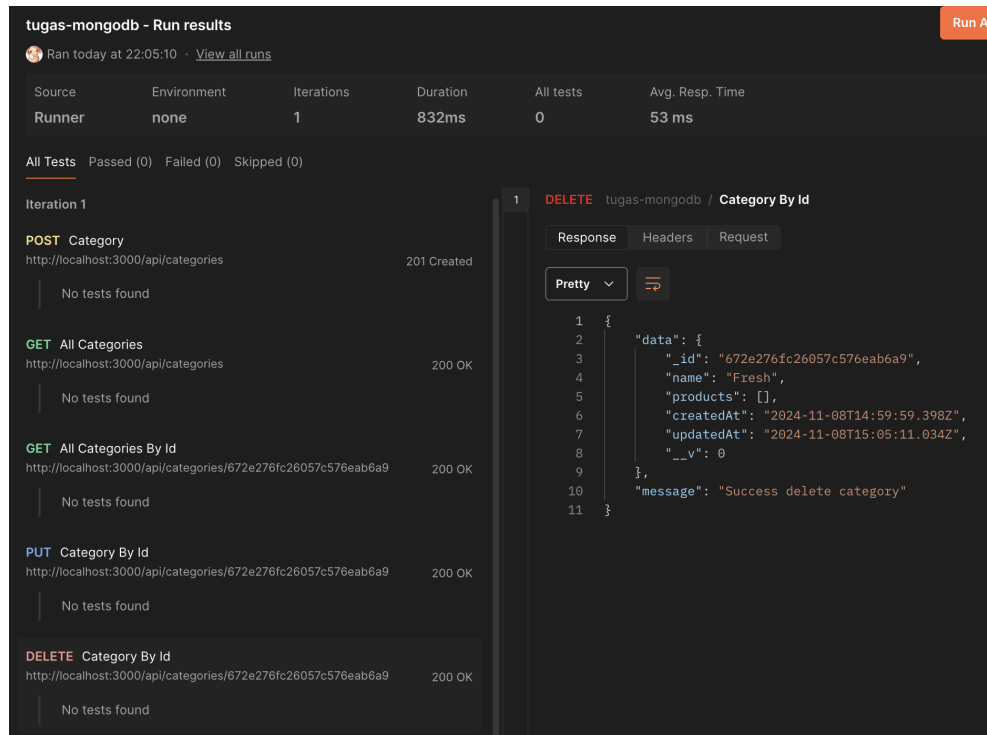 tugas-mongodb - Run results
Run A
Ran today at 22:05:10 · View all runs
Source Environment Iterations Duration All tests Avg. Resp. Time
Runner none 1 832ms 0 53 ms
All Tests Passed (0) Failed (0) Skipped (0)
Iteration 1
POST Category
http://localhost:3000/api/categories 201 Created
No tests found
GET All Categories
http://localhost:3000/api/categories 200 OK
No tests found
GET All Categories By Id
http://localhost:3000/api/categories/672e276fc26057c576eab6a9 200 OK
No tests found
PUT Category By Id
http://localhost:3000/api/categories/672e276fc26057c576eab6a9 200 OK
No tests found
DELETE Category By Id
http://localhost:3000/api/categories/672e276fc26057c576eab6a9 200 OK
No tests found
1
DELETE tugas-mongodb / Category By Id
Response Headers Request
Pretty
1 {
2 "data": {
3 "_id": "672e276fc26057c576eab6a9",
4 "name": "Fresh",
5 "products": [],
6 "createdAt": "2024-11-08T14:59:59.398Z",
7 "updatedAt": "2024-11-08T15:05:11.034Z",
8 "__v": 0
9 },
10 "message": "Success delete category"
11 }